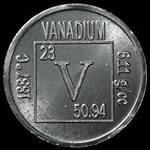 VANADIUM
23
V
50.94
1887 °C
6.11 g/cc